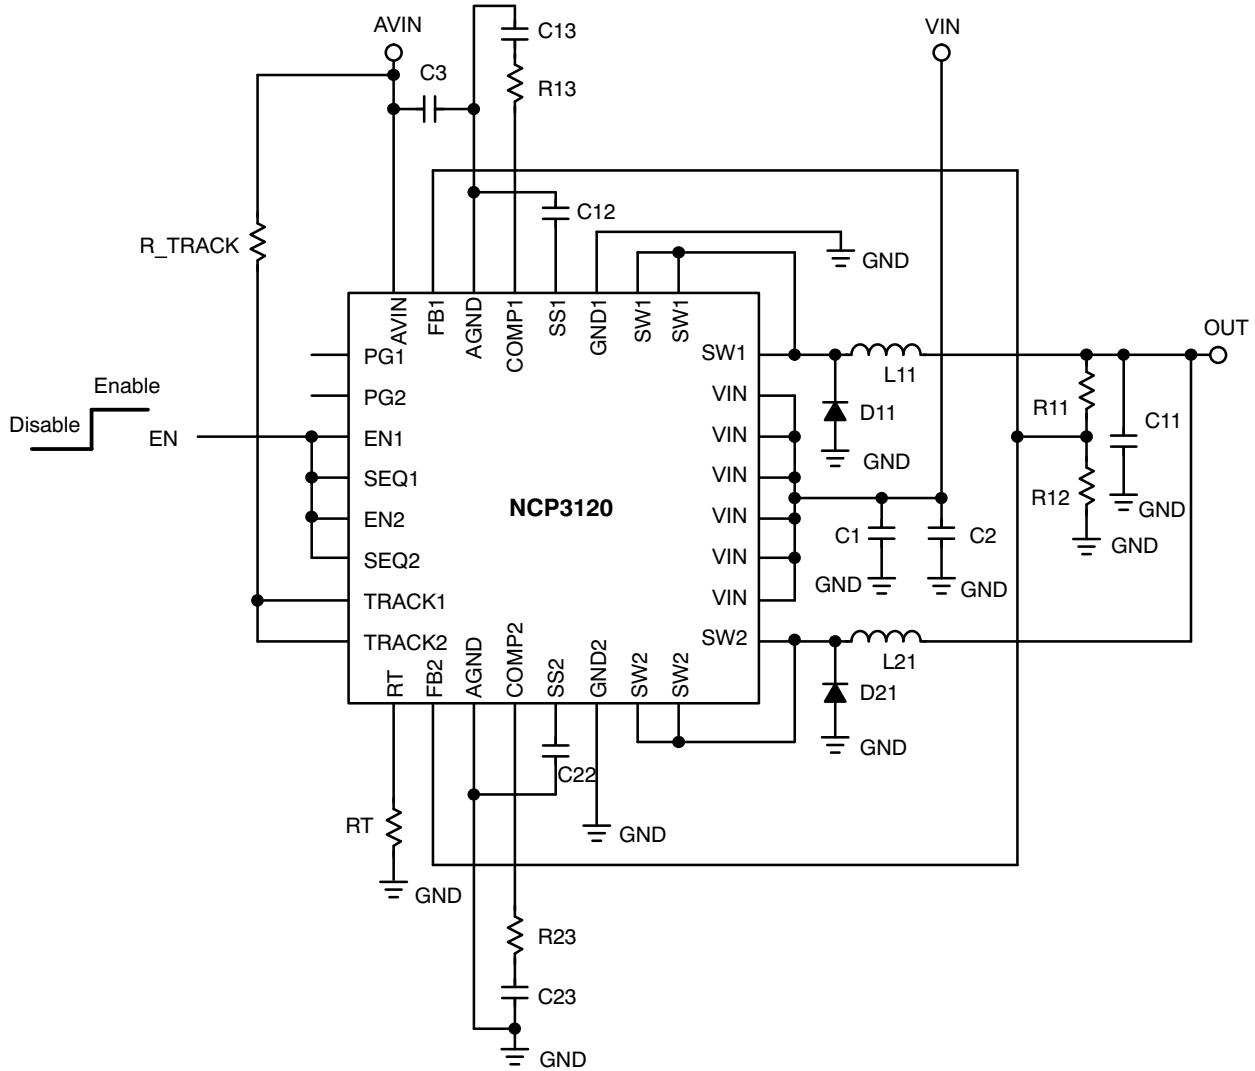 AVIN
C13
VIN
C3
R13
C12
R_TRACK
GND
AVIN
FB1
AGND
COMP1
SS1
GND1
SW1
SW1
OUT
PG1
SW1
L11
Enable
PG2
VIN
D11
R11
C11
Disable
EN
EN1
VIN
GND
SEQ1
VIN
NCP3120
R12
GND
EN2
VIN
C1
C2
GND
SEQ2
VIN
GND
GND
TRACK1
VIN
TRACK2
SW2
L21
RT
FB2
AGND
COMP2
SS2
GND2
SW2
SW2
D21
GND
C22
RT
GND
GND
R23
C23
GND